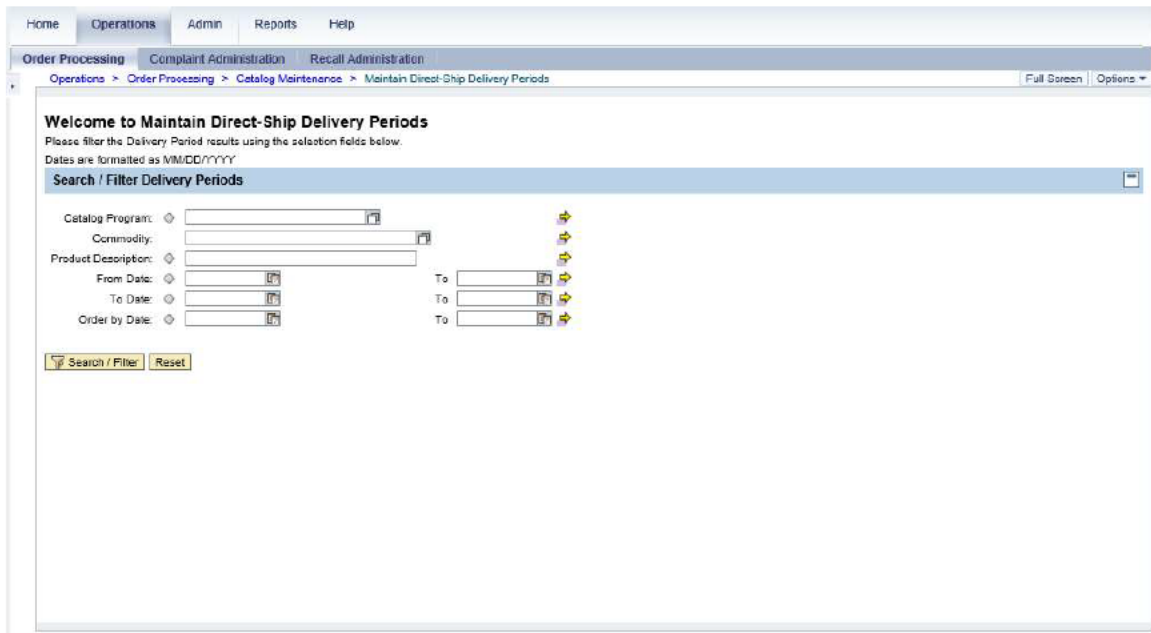 Home Operations Admin Reports Help
Order Processing Complaint Administration Recall Administration
Operations > Order Processing > Catalog Maintenance > Maintain Direct-Ship Delivery Periods Full Screen Options
Welcome to Maintain Direct-Ship Delivery Periods
Please filter the Delivery Period results using the selection fields below.
Dates are formatted as MM/DD/YYYY
Search / Filter Delivery Periods
Catalog Program:
Commodity:
Product Description:
From Date: To
To Date: To
Order by Date: To
Search / Filter Reset